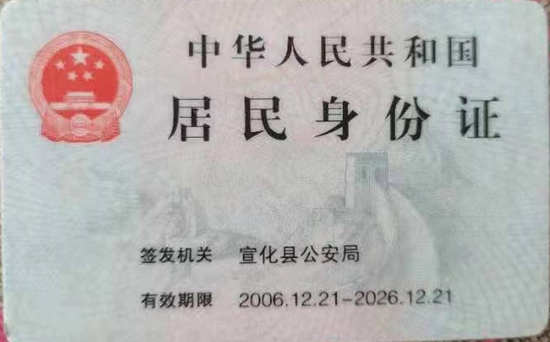 中华人民共和国
居民身份证
签发机关 宣化县公安局
有效期限 2006.12.21-2026.12.21